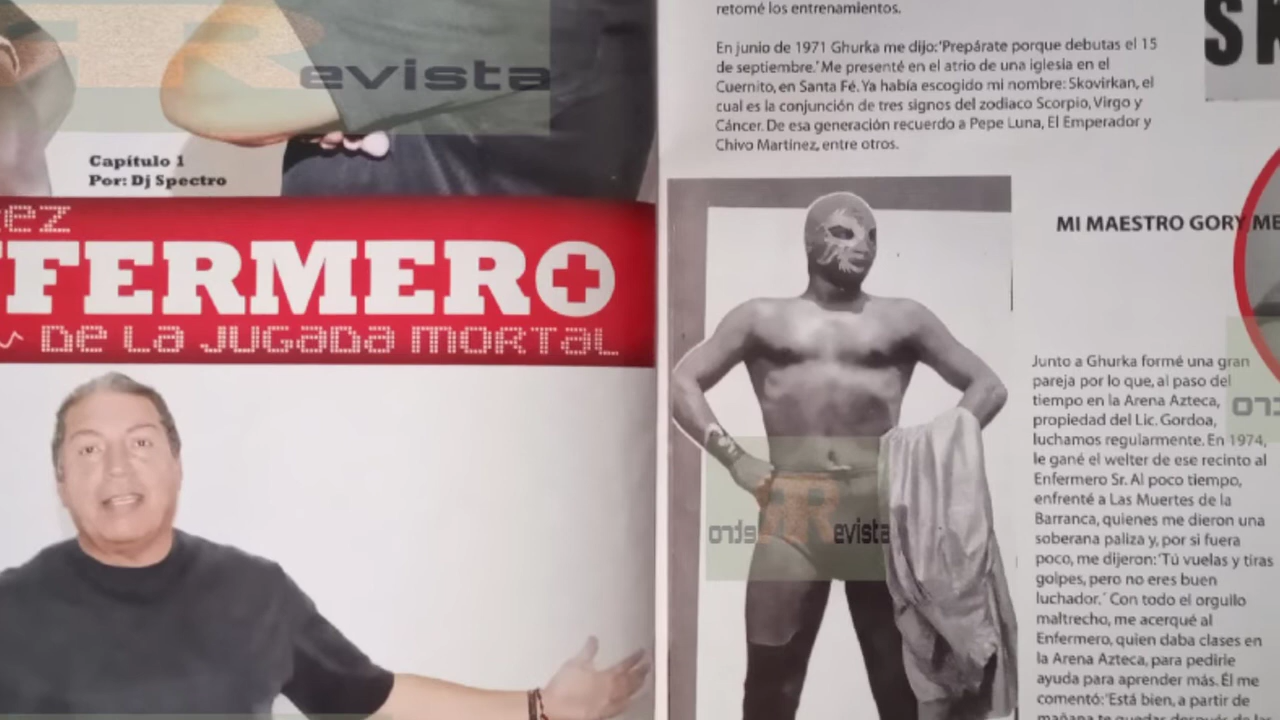 evista
Capítulo 1
Por: Dj Spectro
ez
FERMERO
DE LA JUGADA MORTAL
retomé los entrenamientos.
En junio de 1971 Ghurka me dijo: 'Prepárate porque debutas el 15
de septiembre.' Me presenté en el atrio de una iglesia en el
Cuernito, en Santa Fé. Ya había escogido mi nombre: Skovirkan, el
cual es la conjunción de tres signos del zodiaco Scorpio, Virgo y
Cáncer. De esa generación recuerdo a Pepe Luna, El Emperador y
Chivo Martinez, entre otros.
SK
MI MAESTRO GORY ME
Junto a Ghurka formé una gran
pareja por lo que, al paso del
tiempo en la Arena Azteca,
propiedad del Lic. Gordoa,
luchamos regularmente. En 1974,
le gané el welter de ese recinto al
Enfermero Sr. Al poco tiempo,
enfrenté a Las Muertes de la
Barranca, quienes me dieron una
soberana paliza y, por si fuera
poco, me dijeron: 'Tú vuelas y tiras
golpes, pero no eres buen
luchador.' Con todo el orgullo
maltrecho, me acerqué al
Enfermero, quien daba clases en
la Arena Azteca, para pedirle
ayuda para aprender más. Él me
comentó: 'Está bien, a partir de
etro RR evista